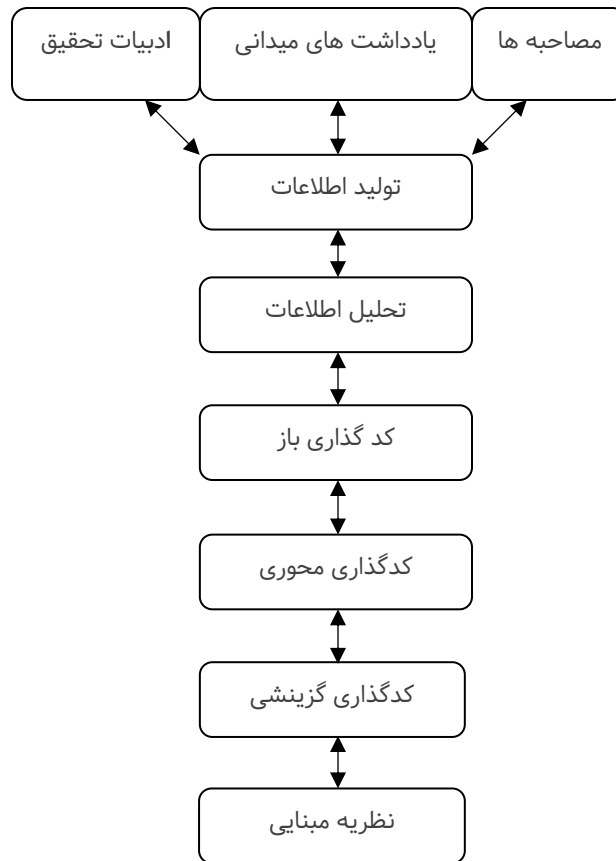 مصاحبه ها
یادداشت های میدانی
ادبیات تحقیق
تولید اطلاعات
تحلیل اطلاعات
کد گذاری باز
کدگذاری محوری
کدگذاری گزینشی
نظریه مبنایی